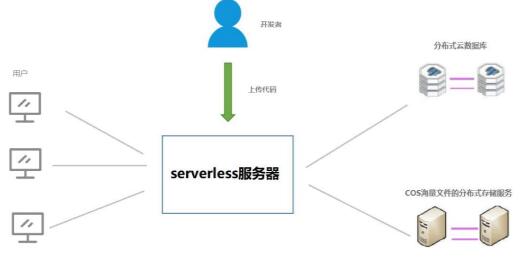 开发者
分布式云数据库
用户
上传代码
serverless服务器
COS海量文件的分布式存储服务